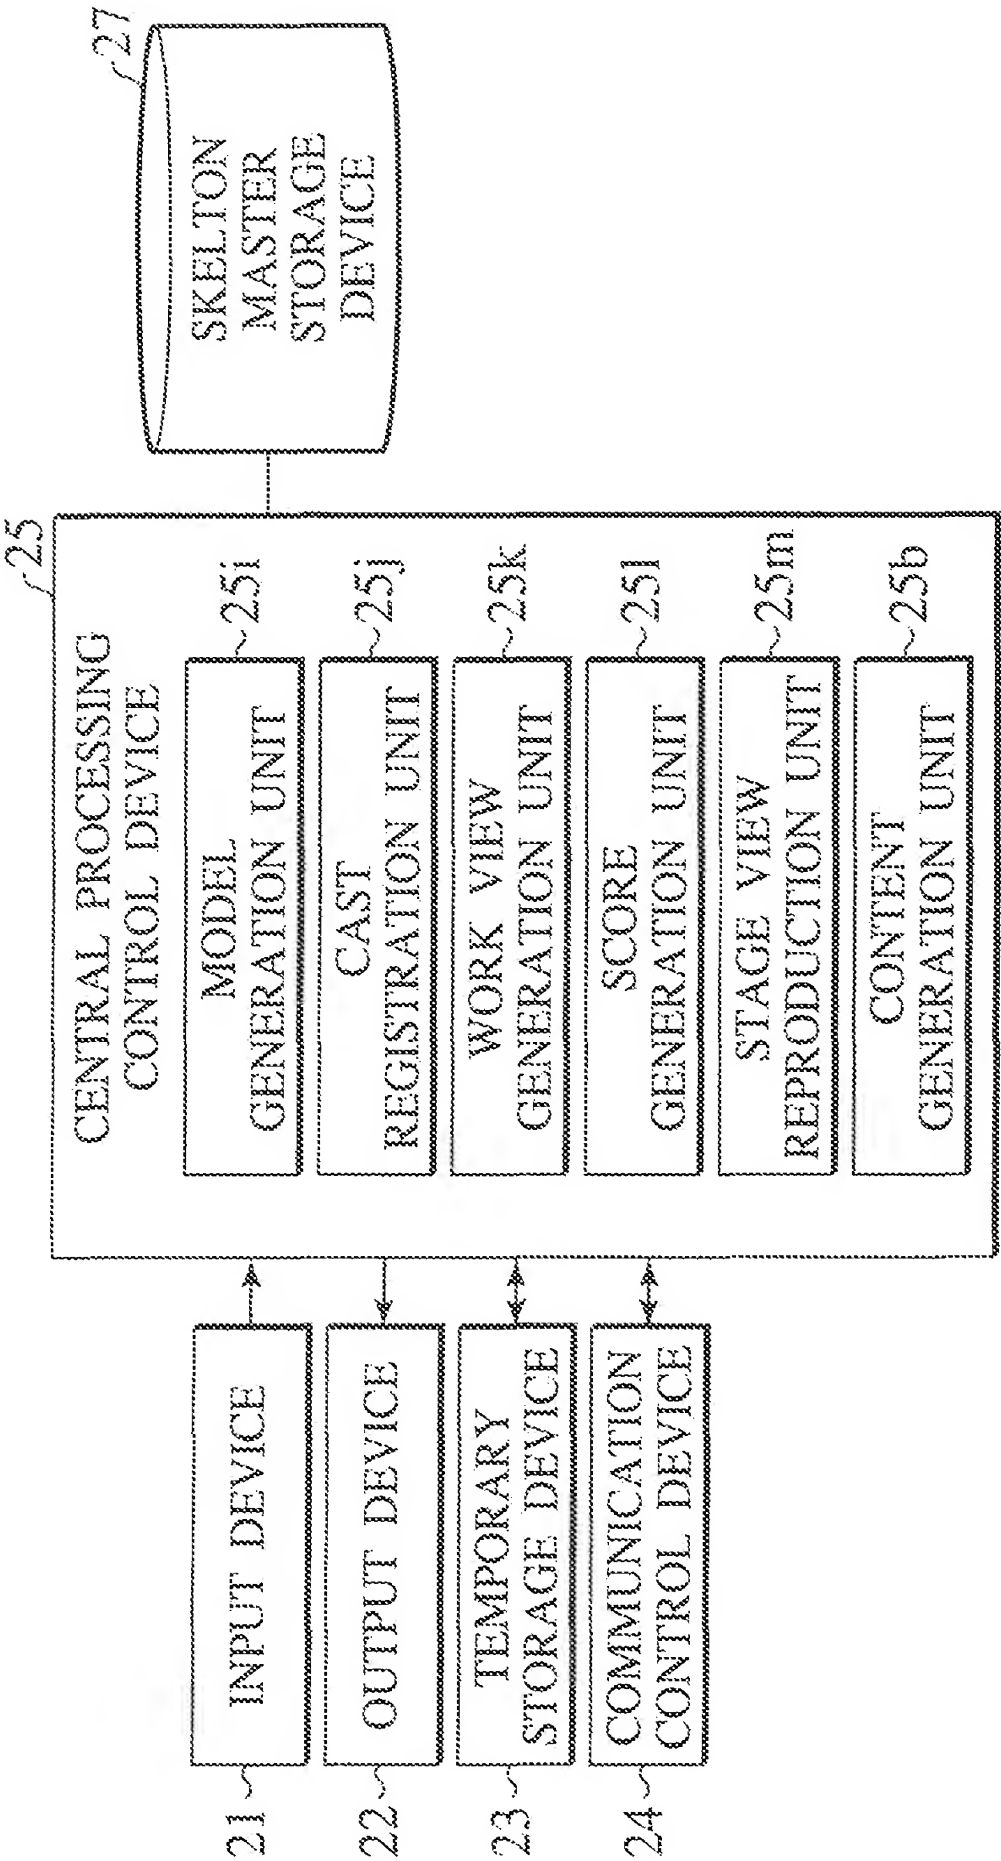 21
INPUT DEVICE
22
OUTPUT DEVICE
23
TEMPORARY
STORAGE DEVICE
24
COMMUNICATION
CONTROL DEVICE
25
CENTRAL PROCESSING
CONTROL DEVICE
MODEL
GENERATION UNIT
25i
CAST
REGISTRATION UNIT
25j
WORK VIEW
GENERATION UNIT
25k
SCORE
GENERATION UNIT
25l
STAGE VIEW
REPRODUCTION UNIT
25m
CONTENT
GENERATION UNIT
25b
27
SKELTON
MASTER
STORAGE
DEVICE